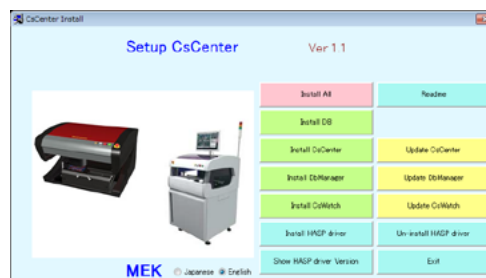 CsCenter Install
Setup CsCenter Ver 1.1
Install All Readme
Install DB
Install CsCenter Update CsCenter
Install DbManager Update DbManager
Install CsWatch Update CsWatch
Install HASP driver Un-install HASP driver
Show HASP driver Version Exit
MEK Japanese English